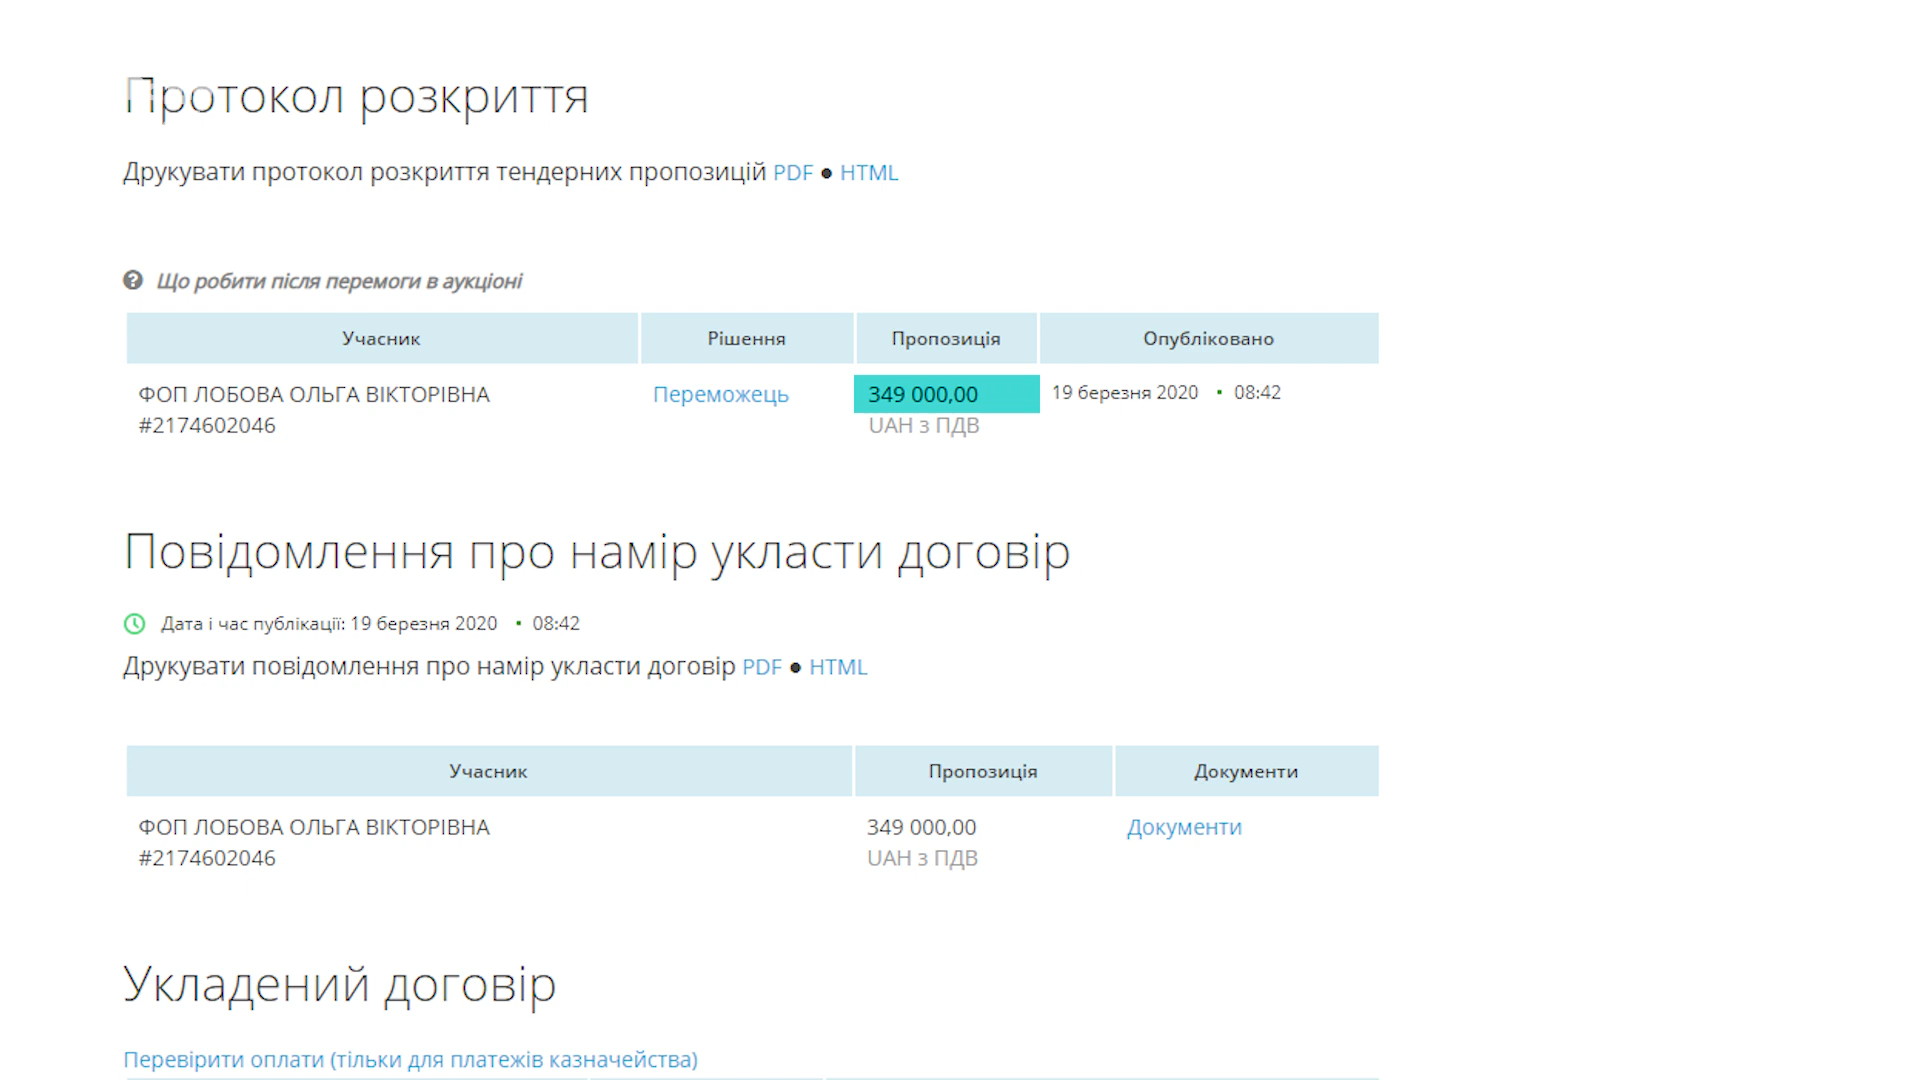 Протокол розкриття
Друкувати протокол розкриття тендерних пропозицій PDF ● HTML
Що робити після перемоги в аукціоні
Учасник Рішення Пропозиція Опубліковано
ФОП ЛОБОВА ОЛЬГА ВІКТОРІВНА Переможець 349 000,00 19 березня 2020 • 08:42
#2174602046 UAH з ПДВ
Повідомлення про намір укласти договір
Дата і час публікації: 19 березня 2020 • 08:42
Друкувати повідомлення про намір укласти договір PDF ● HTML
Учасник Пропозиція Документи
ФОП ЛОБОВА ОЛЬГА ВІКТОРІВНА 349 000,00 Документи
#2174602046 UAH з ПДВ
Укладений договір
Перевірити оплати (тільки для платежів казначейства)